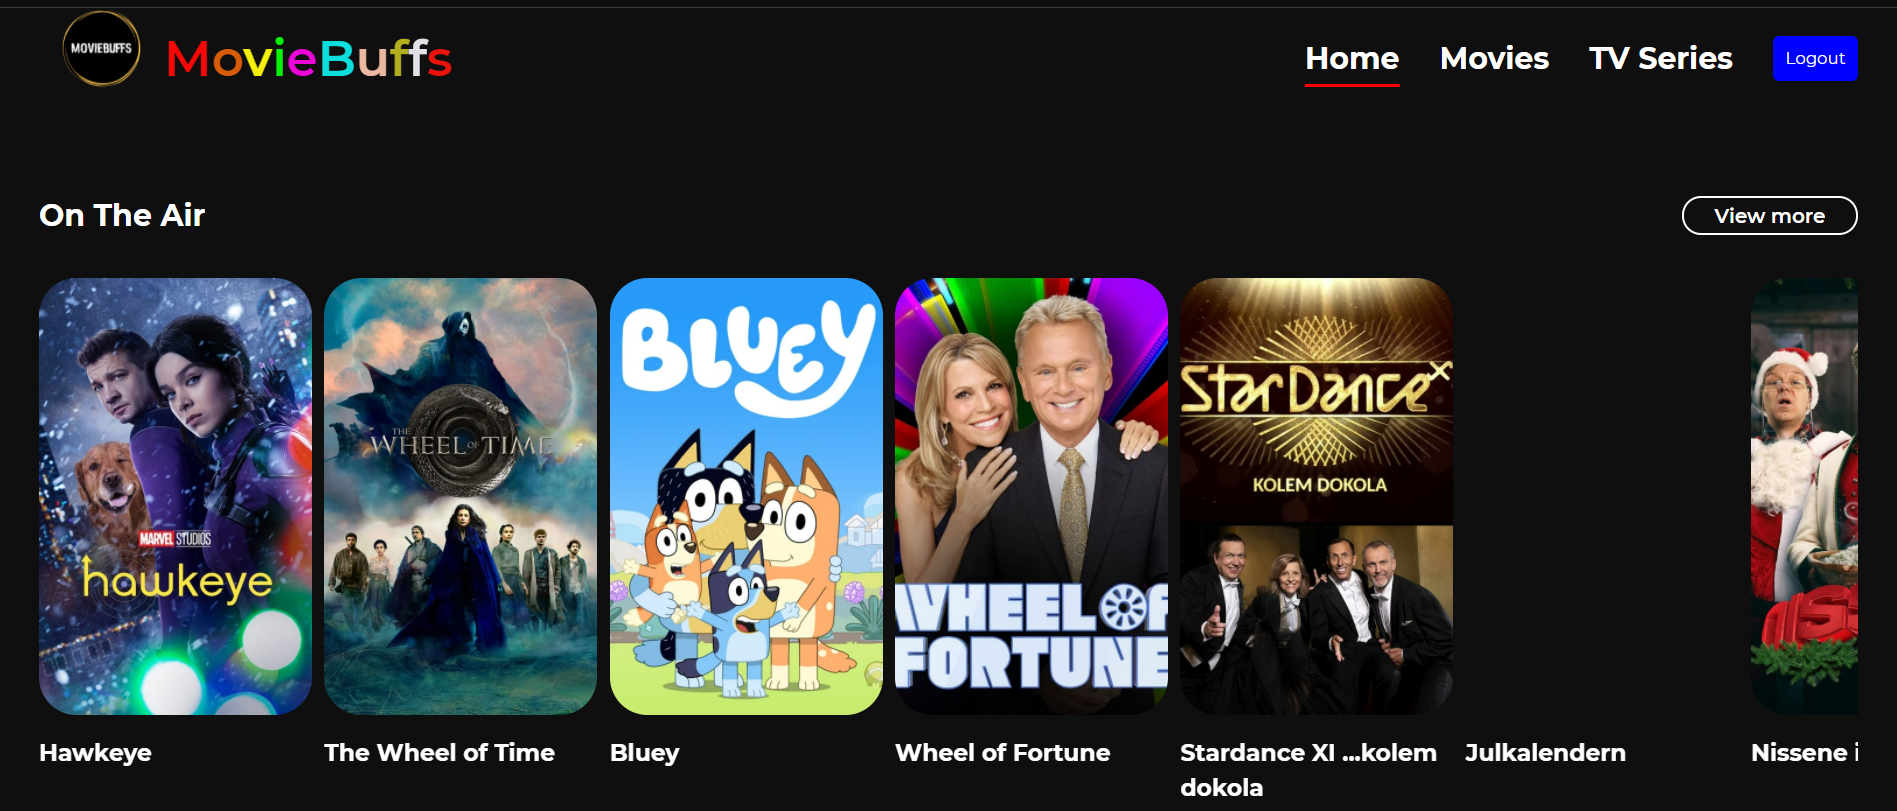 MOVIEBUFFS
MovieBuffs
Home
Movies
TV Series
Logout
On The Air
View more
MARVEL STUDIOS
hawkeye
THE
WHEEL OF TIME
BLUEY
WHEEL OF
FORTUNE
StarDanceX
KOLEM DOKOLA
Hawkeye
The Wheel of Time
Bluey
Wheel of Fortune
Stardance XI ...kolem
dokola
Julkalendern
Nissene i